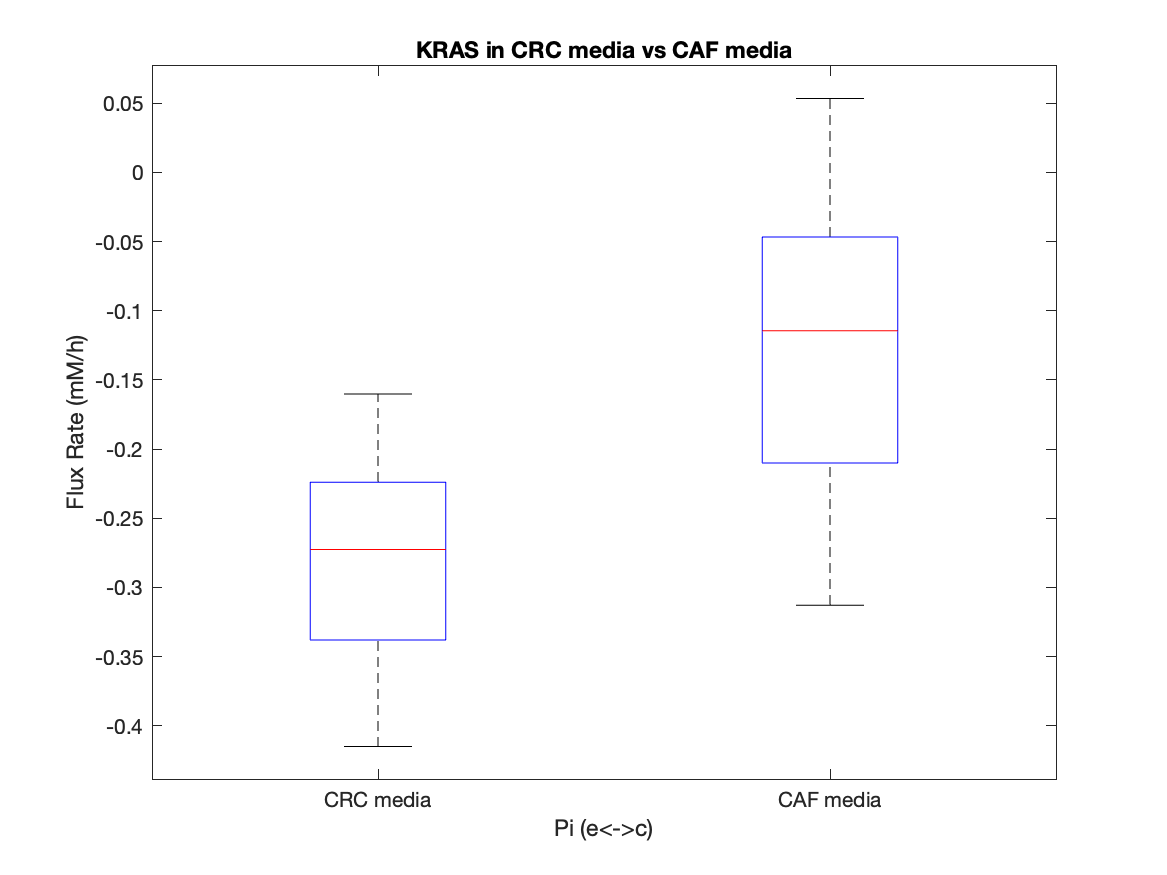 KRAS in CRC media vs CAF media
0.05
0
-0.05
-0.1
-0.15
-0.2
-0.25
-0.3
-0.35
-0.4
Flux Rate (mM/h)
CRC media
CAF media
Pi (e<->c)